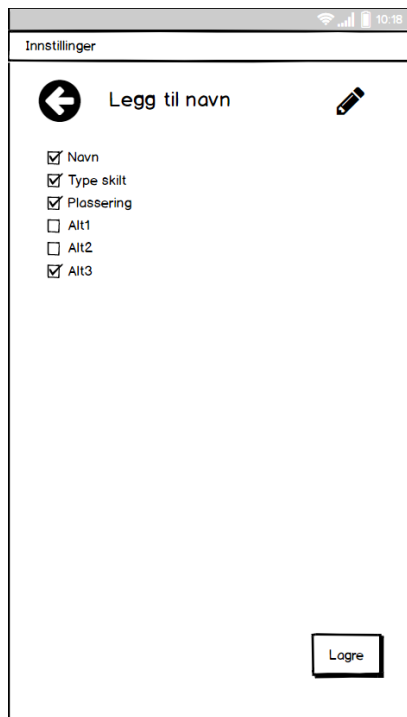 10:18
Innstillinger
Legg til navn
Navn
Type skilt
Plassering
Alt1
Alt2
Alt3
Lagre